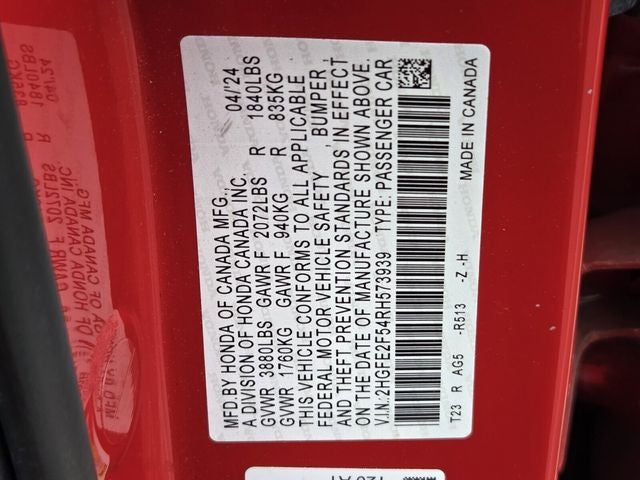 MFD.BY HONDA OF CANADA MFG., 04/'24
A DIVISION OF HONDA CANADA INC.
GVWR 3880LBS GAWR F 2072LBS R 1840LBS
GVWR 1760KG GAWR F 940KG R 835KG
THIS VEHICLE CONFORMS TO ALL APPLICABLE
FEDERAL MOTOR VEHICLE SAFETY , BUMPER ,
AND THEFT PREVENTION STANDARDS IN EFFECT
ON THE DATE OF MANUFACTURE SHOWN ABOVE.
V.I.N.:2HGFE2F54RH573939 TYPE: PASSENGER CAR
T23 R AG5 -R513 -Z -H MADE IN CANADA